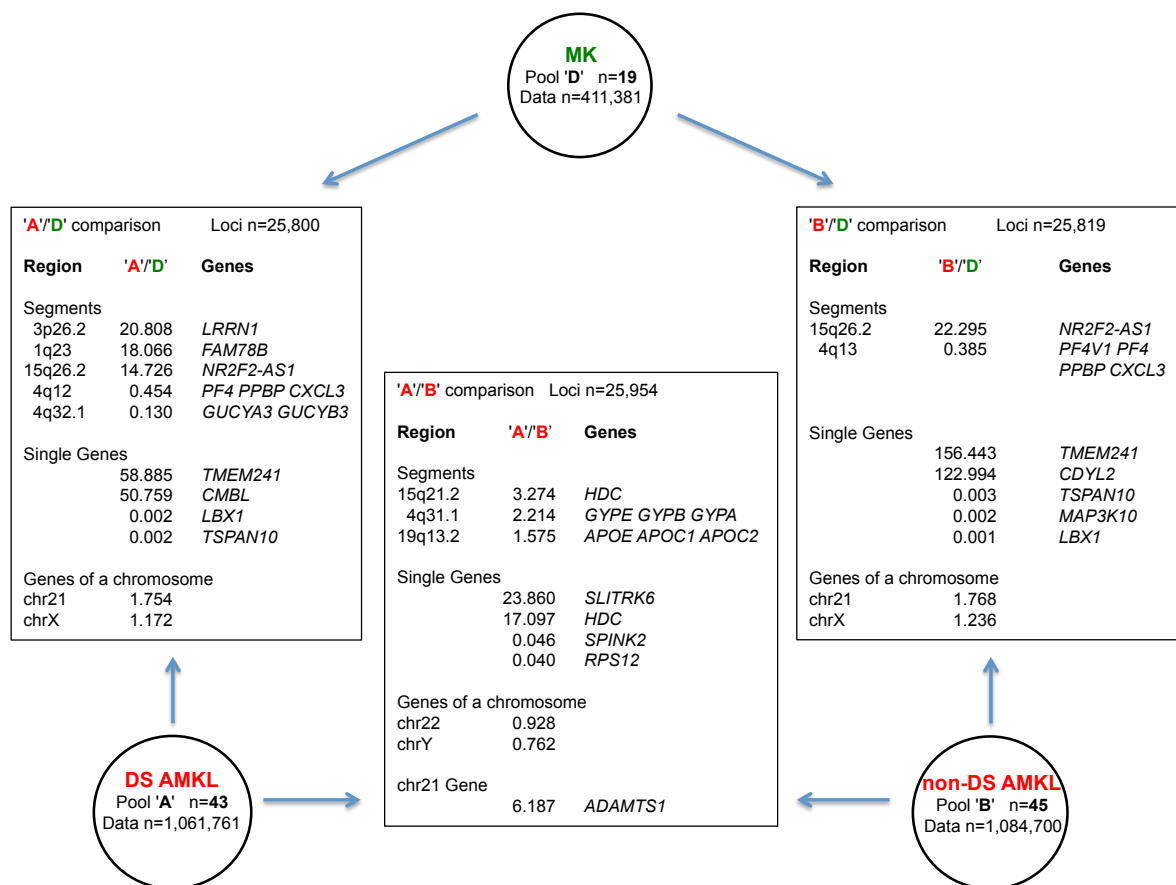 MK
Pool 'D' n=19
Data n=411,381
'A'/'D' comparison Loci n=25,800
Region 'A'/'D' Genes
Segments
3p26.2 20.808 LRRN1
1q23 18.066 FAM78B
15q26.2 14.726 NR2F2-AS1
4q12 0.454 PF4 PPBP CXCL3
4q32.1 0.130 GUCYA3 GUCYB3
Single Genes
58.885 TMEM241
50.759 CMBL
0.002 LBX1
0.002 TSPAN10
Genes of a chromosome
chr21 1.754
chrX 1.172
'A'/'B' comparison Loci n=25,954
Region 'A'/'B' Genes
Segments
15q21.2 3.274 HDC
4q31.1 2.214 GYPE GYPB GYPA
19q13.2 1.575 APOE APOC1 APOC2
Single Genes
23.860 SLITRK6
17.097 HDC
0.046 SPINK2
0.040 RPS12
Genes of a chromosome
chr22 0.928
chrY 0.762
chr21 Gene
6.187 ADAMTS1
'B'/'D' comparison Loci n=25,819
Region 'B'/'D' Genes
Segments
15q26.2 22.295 NR2F2-AS1
4q13 0.385 PF4V1 PF4
PPBP CXCL3
Single Genes
156.443 TMEM241
122.994 CDYL2
0.003 TSPAN10
0.002 MAP3K10
0.001 LBX1
Genes of a chromosome
chr21 1.768
chrX 1.236
DS AMKL
Pool 'A' n=43
Data n=1,061,761
non-DS AMKL
Pool 'B' n=45
Data n=1,084,700